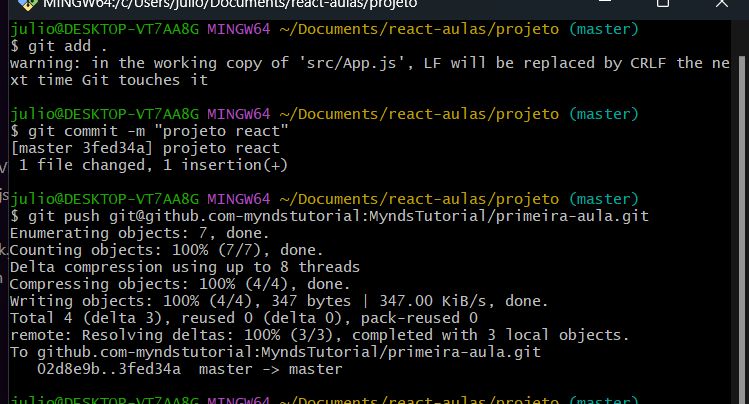 MINGW64:/c/Users/julio/Documents/react-aulas/projeto
julio@DESKTOP-VT7AA8G MINGW64 ~/Documents/react-aulas/projeto (master)
$ git add .
warning: in the working copy of 'src/App.js', LF will be replaced by CRLF the ne
xt time Git touches it
julio@DESKTOP-VT7AA8G MINGW64 ~/Documents/react-aulas/projeto (master)
$ git commit -m "projeto react"
[master 3fed34a] projeto react
1 file changed, 1 insertion(+)
julio@DESKTOP-VT7AA8G MINGW64 ~/Documents/react-aulas/projeto (master)
$ git push git@github.com-myndstutorial:MyndsTutorial/primeira-aula.git
Enumerating objects: 7, done.
Counting objects: 100% (7/7), done.
Delta compression using up to 8 threads
Compressing objects: 100% (4/4), done.
Writing objects: 100% (4/4), 347 bytes | 347.00 KiB/s, done.
Total 4 (delta 3), reused 0 (delta 0), pack-reused 0
remote: Resolving deltas: 100% (3/3), completed with 3 local objects.
To github.com-myndstutorial:MyndsTutorial/primeira-aula.git
02d8e9b..3fed34a  master -> master
julio@DESKTOP-VT7AA8G MINGW64 ~/Documents/react-aulas/projeto (master)